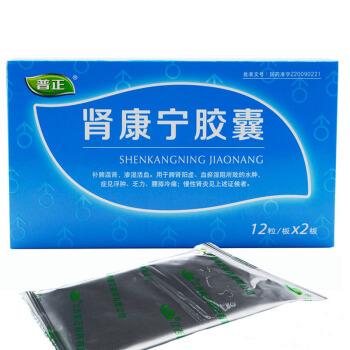 普正®
批准文号：国药准字Z20090221
肾康宁胶囊
SHENKANGNING JIAONANG
补脾温肾，渗湿活血。用于脾肾阳虚、血瘀湿阻所致的水肿，
症见浮肿、乏力、腰膝冷痛；慢性肾炎见上述证候者。
12粒/板x2板